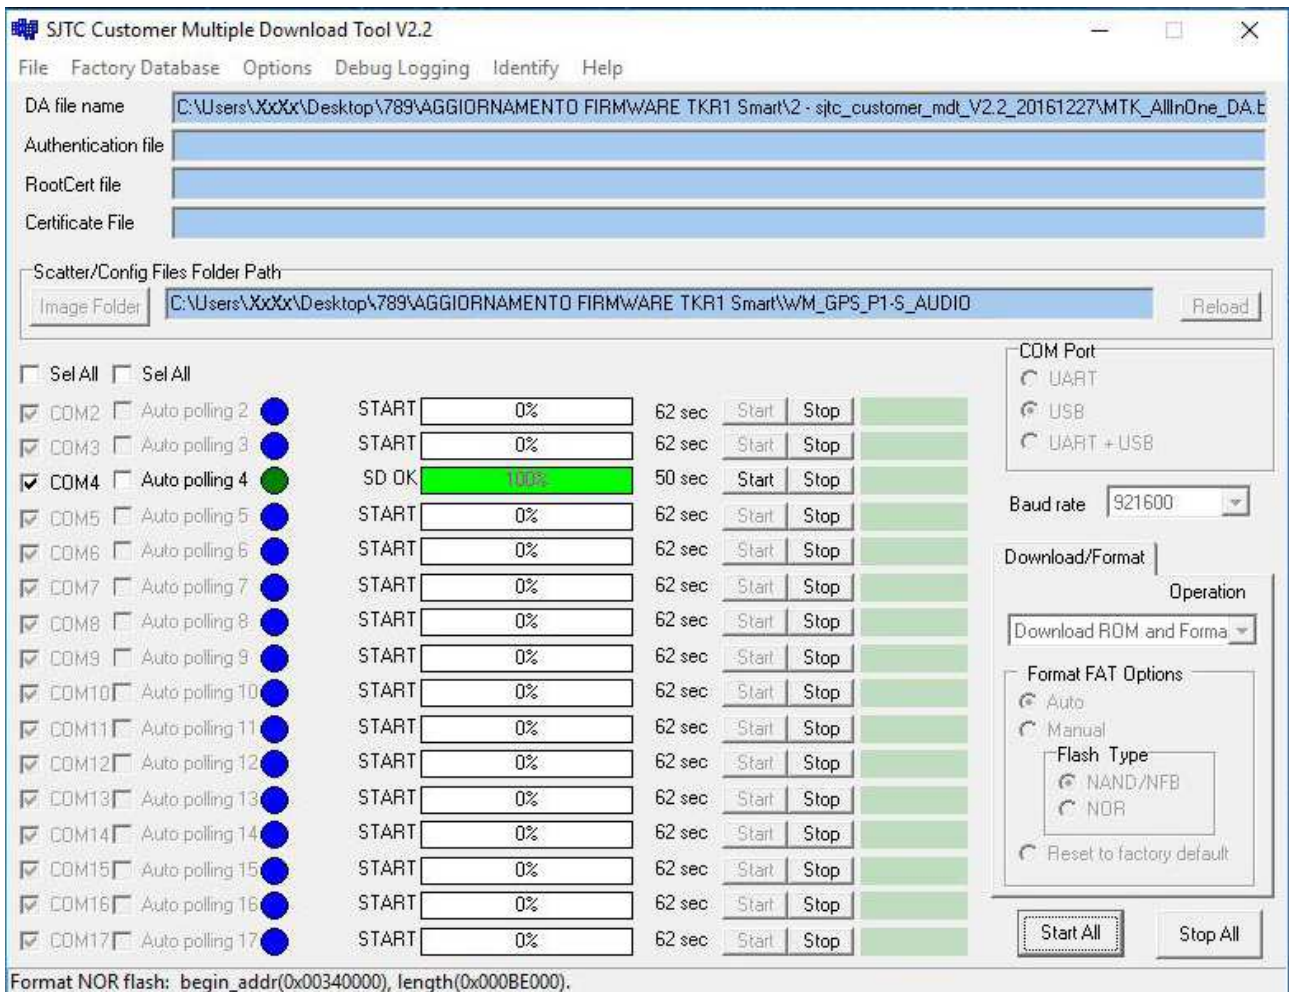 SJTC Customer Multiple Download Tool V2.2
File Factory Database Options Debug Logging Identify Help
DA file name C:\Users\XxXx\Desktop\789\AGGIORNAMENTO FIRMWARE TKR1 Smart\2 - sjtc_customer_mdt_V2.2_20161227\MTK_AllInOne_DA.b
Authentication file
RootCert file
Certificate File
Scatter/Config Files Folder Path
Image Folder C:\Users\XxXx\Desktop\789\AGGIORNAMENTO FIRMWARE TKR1 Smart\WM_GPS_P1-S_AUDIO Reload
Sel All Sel All
COM2 Auto polling 2 START 0% 62 sec Start Stop
COM3 Auto polling 3 START 0% 62 sec Start Stop
COM4 Auto polling 4 SD OK 100% 50 sec Start Stop
COM5 Auto polling 5 START 0% 62 sec Start Stop
COM6 Auto polling 6 START 0% 62 sec Start Stop
COM7 Auto polling 7 START 0% 62 sec Start Stop
COM8 Auto polling 8 START 0% 62 sec Start Stop
COM9 Auto polling 9 START 0% 62 sec Start Stop
COM10 Auto polling 10 START 0% 62 sec Start Stop
COM11 Auto polling 11 START 0% 62 sec Start Stop
COM12 Auto polling 12 START 0% 62 sec Start Stop
COM13 Auto polling 13 START 0% 62 sec Start Stop
COM14 Auto polling 14 START 0% 62 sec Start Stop
COM15 Auto polling 15 START 0% 62 sec Start Stop
COM16 Auto polling 16 START 0% 62 sec Start Stop
COM17 Auto polling 17 START 0% 62 sec Start Stop
COM Port
UART
USB
UART + USB
Baud rate 921600
Download/Format
Operation
Download ROM and Forma
Format FAT Options
Auto
Manual
Flash Type
NAND/NFB
NOR
Reset to factory default
Start All Stop All
Format NOR flash: begin_addr(0x00340000), length(0x000BE000).